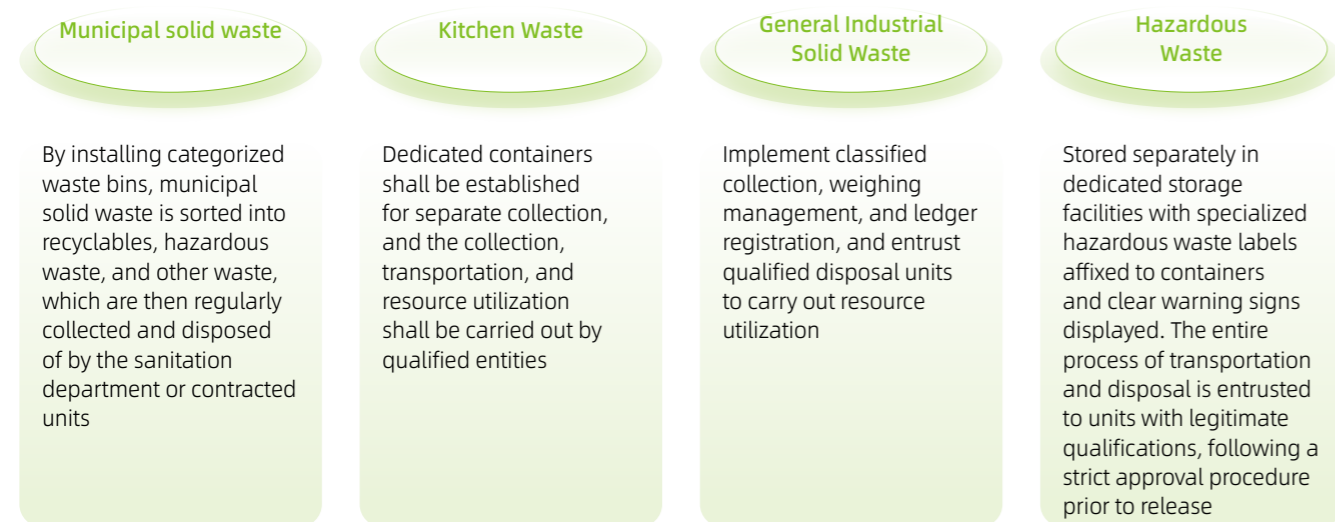 Municipal solid waste
By installing categorized
waste bins, municipal
solid waste is sorted into
recyclables, hazardous
waste, and other waste,
which are then regularly
collected and disposed
of by the sanitation
department or contracted
units
Kitchen Waste
Dedicated containers
shall be established
for separate collection,
and the collection,
transportation, and
resource utilization
shall be carried out by
qualified entities
General Industrial
Solid Waste
Implement classified
collection, weighing
management, and ledger
registration, and entrust
qualified disposal units
to carry out resource
utilization
Hazardous
Waste
Stored separately in
dedicated storage
facilities with specialized
hazardous waste labels
affixed to containers
and clear warning signs
displayed. The entire
process of transportation
and disposal is entrusted
to units with legitimate
qualifications, following a
strict approval procedure
prior to release